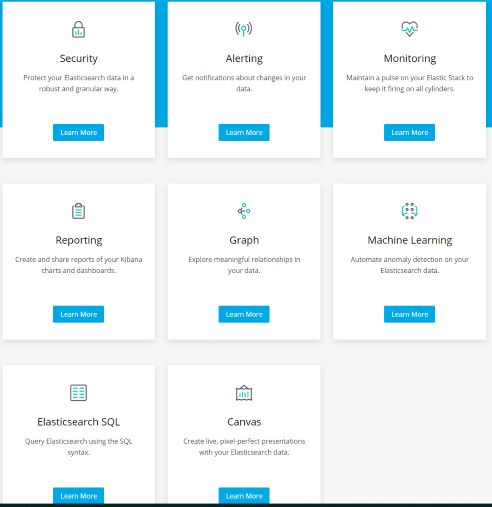 Security
Protect your Elasticsearch data in a
robust and granular way.
Learn More
Alerting
Get notifications about changes in your
data.
Learn More
Monitoring
Maintain a pulse on your Elastic Stack to
keep it firing on all cylinders.
Learn More
Reporting
Create and share reports of your Kibana
charts and dashboards.
Learn More
Graph
Explore meaningful relationships in
your data.
Learn More
Machine Learning
Automate anomaly detection on your
Elasticsearch data.
Learn More
Elasticsearch SQL
Query Elasticsearch using the SQL
syntax.
Learn More
Canvas
Create live, pixel-perfect presentations
with your Elasticsearch data.
Learn More